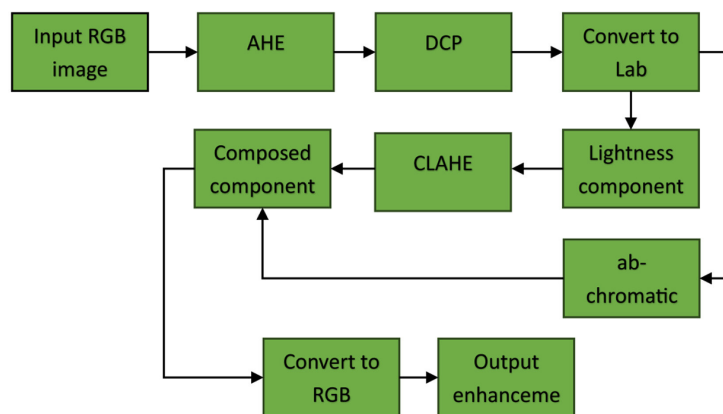 Input RGB
image
AHE
DCP
Convert to
Lab
Composed
component
CLAHE
Lightness
component
ab-
chromatic
Convert to
RGB
Output
enhanceme